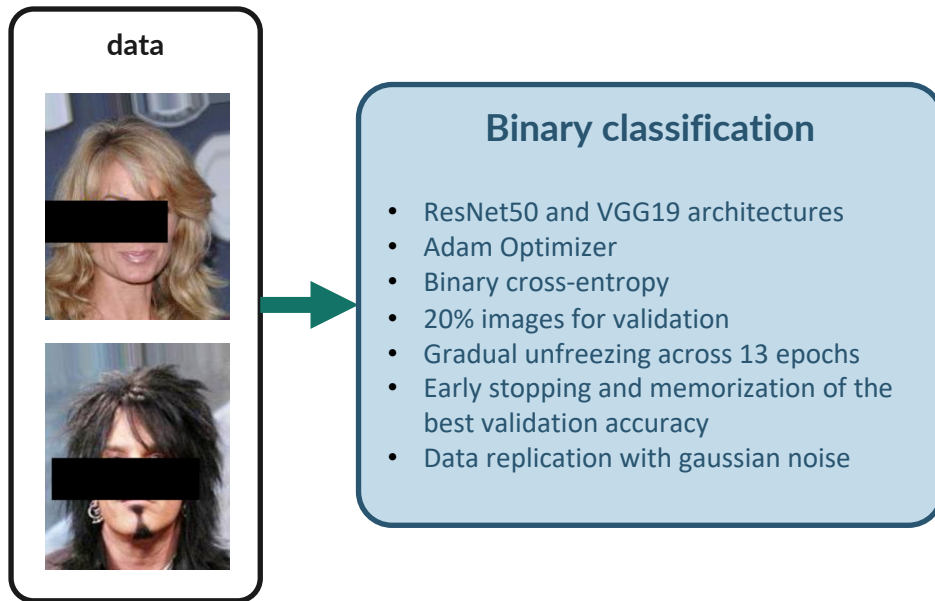 data
Binary classification
• ResNet50 and VGG19 architectures
• Adam Optimizer
• Binary cross-entropy
• 20% images for validation
• Gradual unfreezing across 13 epochs
• Early stopping and memorization of the
best validation accuracy
• Data replication with gaussian noise